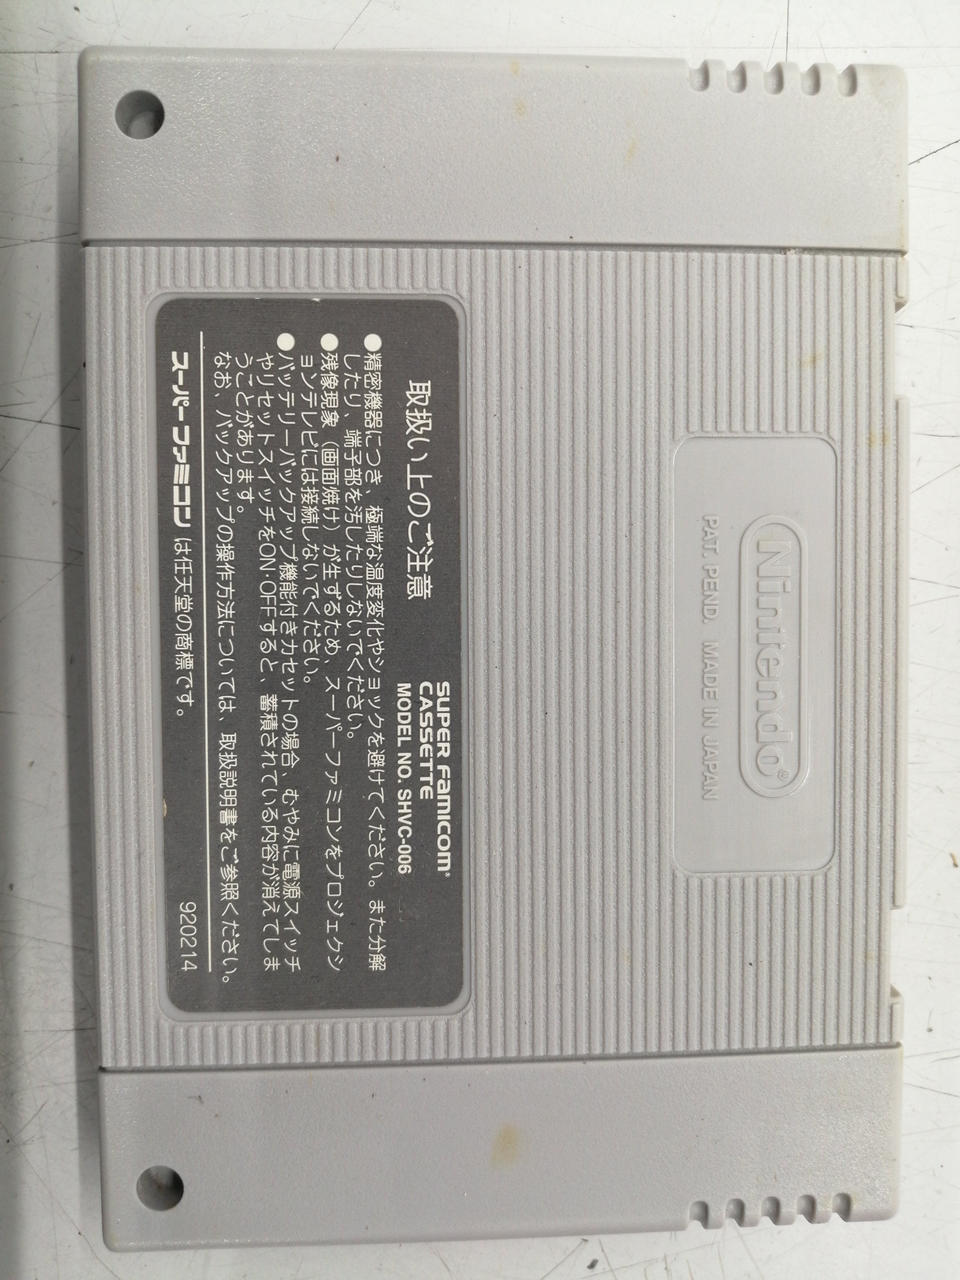 Nintendo®
PAT. PEND. MADE IN JAPAN
SUPER FAMICOM®
CASSETTE
取扱い上のご注意 MODEL NO. SHVC-006
●精密機器につき、極端な温度変化やショックを避けてください。また分解
したり、端子部を汚したりしないでください。
●残像現象（画面焼け）が生ずるため、スーパーファミコンをプロジェクシ
ョンテレビには接続しないでください。
●バッテリーバックアップ機能付きカセットの場合、むやみに電源スイッチ
やリセットスイッチをON・OFFすると、蓄積されている内容が消えてしま
うことがあります。
なお、バックアップの操作方法については、取扱説明書をご参照ください。
スーパーファミコン は任天堂の商標です。 920214